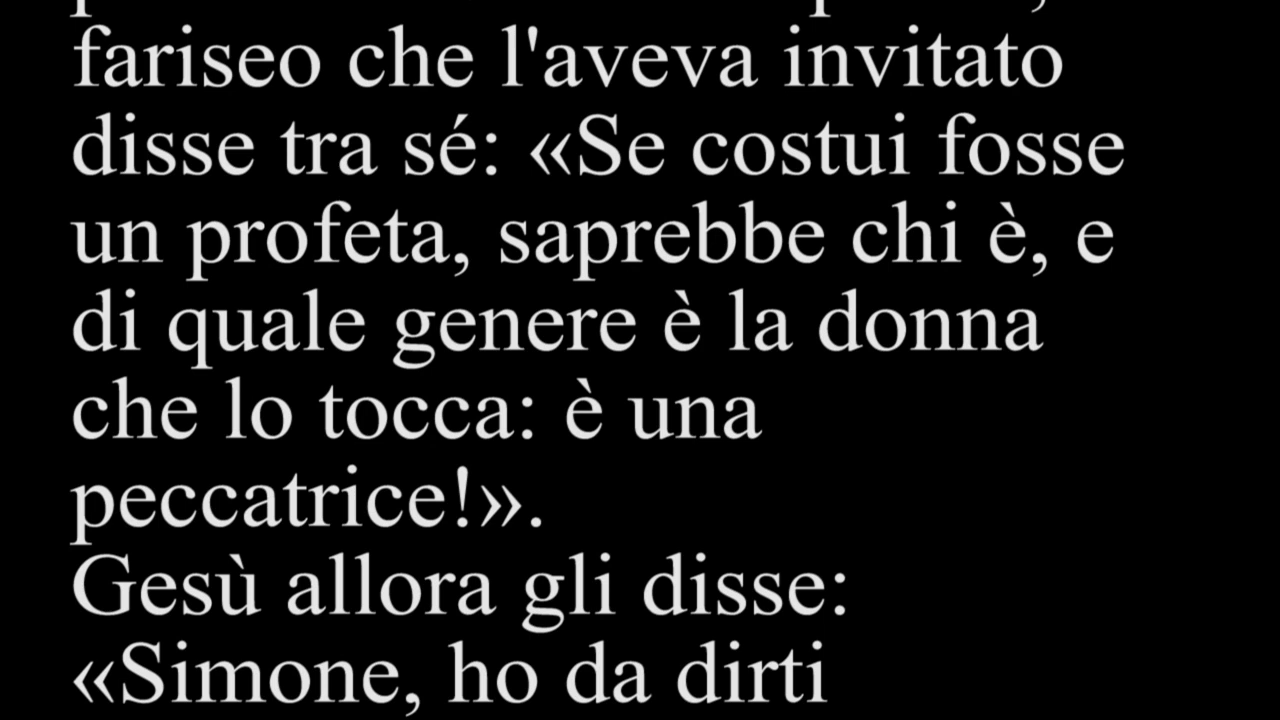 fariseo che l'aveva invitato
disse tra sé: «Se costui fosse
un profeta, saprebbe chi è, e
di quale genere è la donna
che lo tocca: è una
peccatrice!».
Gesù allora gli disse:
«Simone, ho da dirti